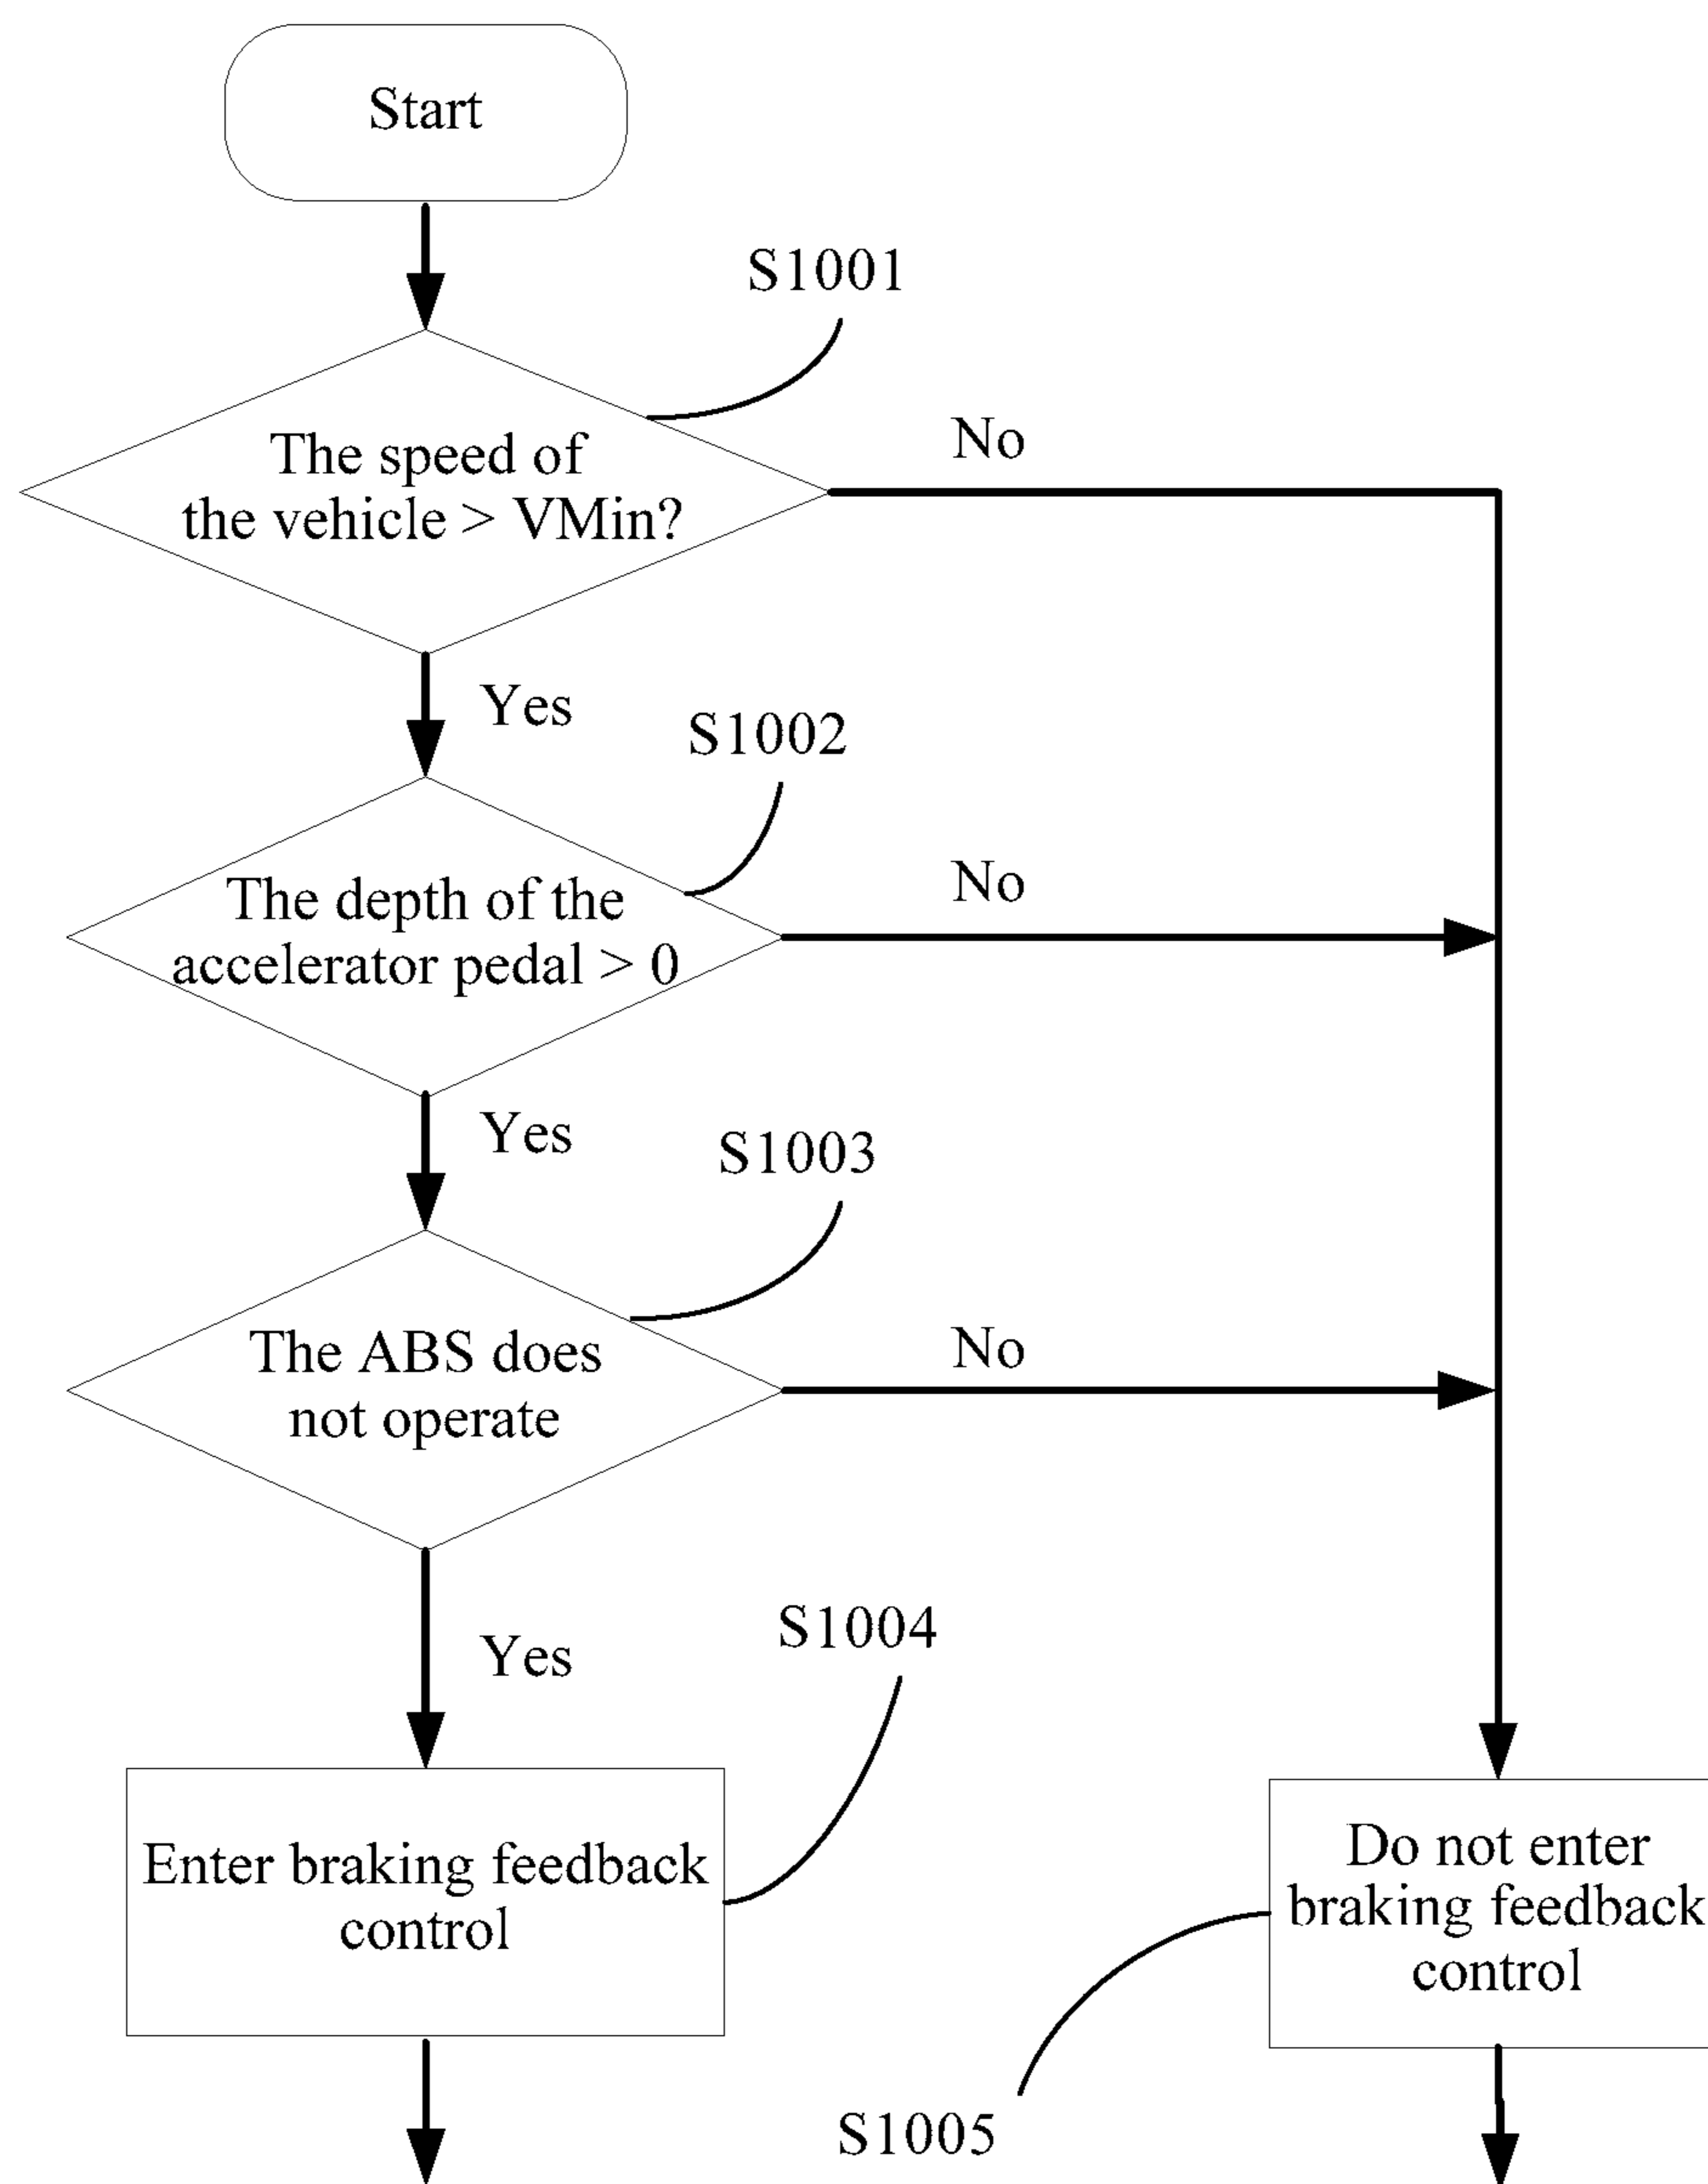 Start
S1001
The speed of
the vehicle > VMin?
No
Yes
S1002
The depth of the
accelerator pedal > 0
No
Yes
S1003
The ABS does
not operate
No
Yes
S1004
Enter braking feedback
control
Do not enter
braking feedback
control
S1005